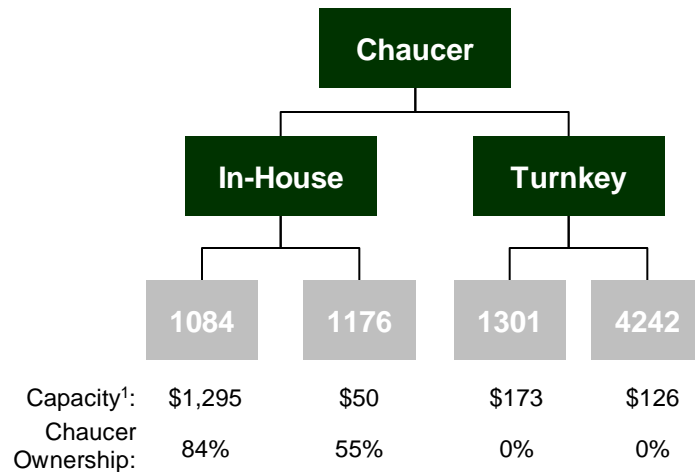 Chaucer
In-House Turnkey
1084 1176 1301 4242
Capacity¹: $1,295 $50 $173 $126
Chaucer
Ownership: 84% 55% 0% 0%